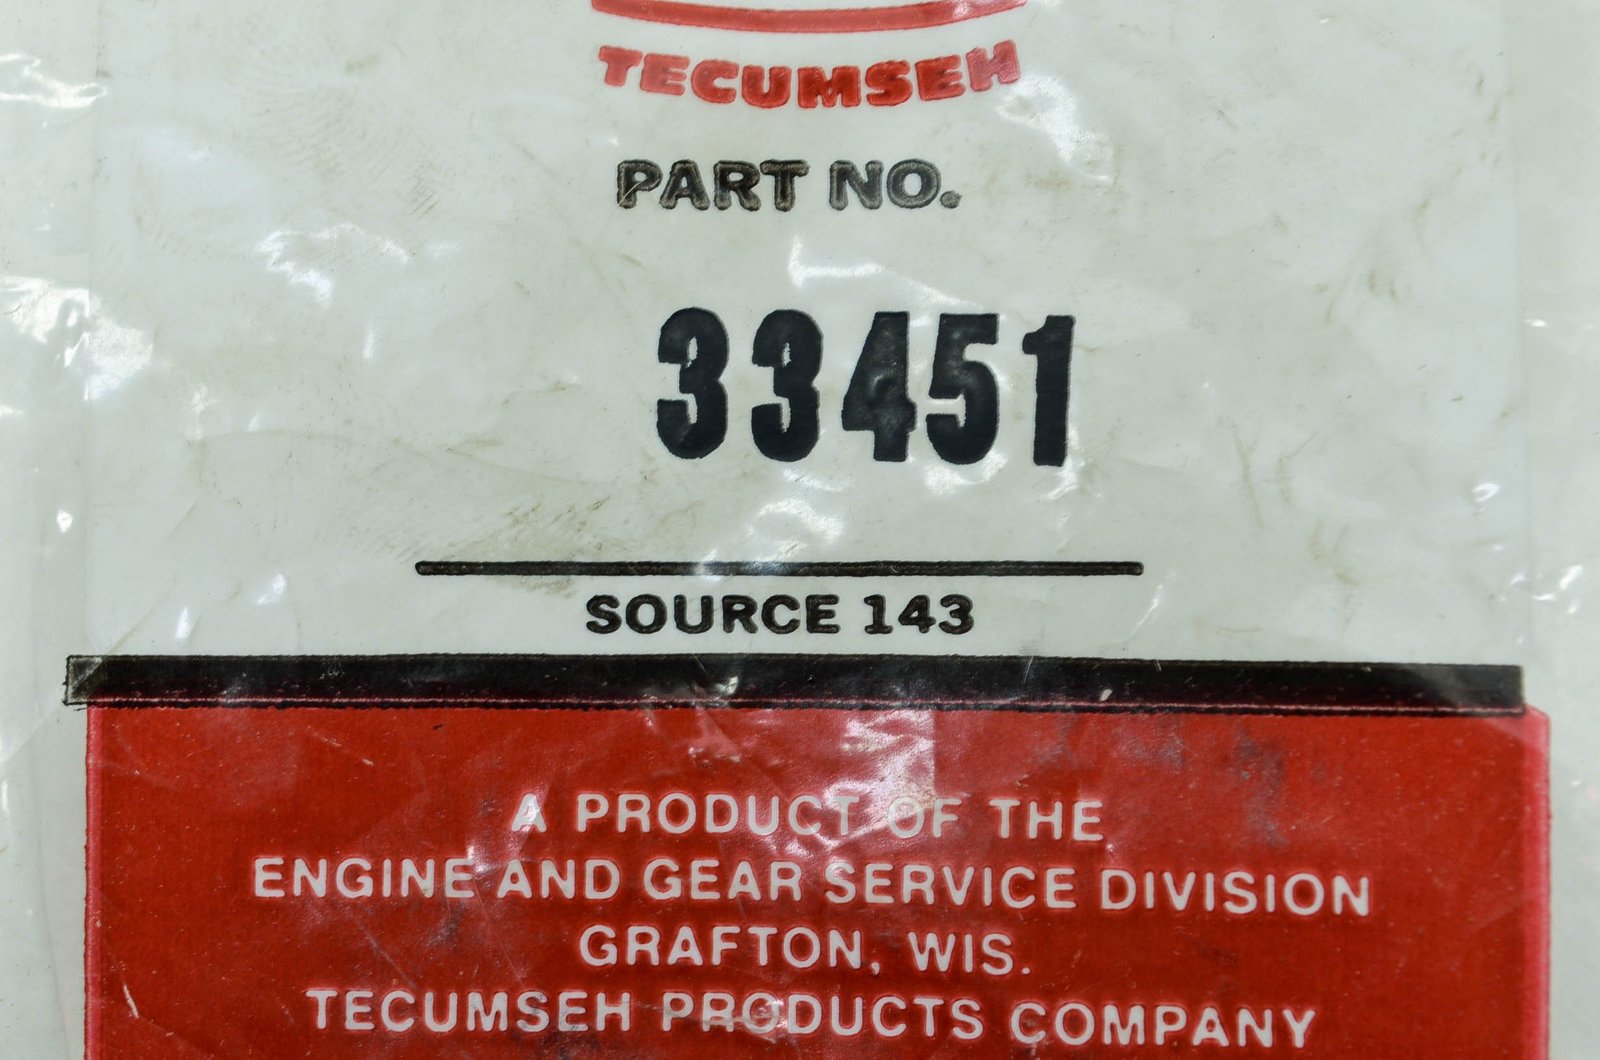 TECUMSEH
PART NO.
33451
SOURCE 143
A PRODUCT OF THE
ENGINE AND GEAR SERVICE DIVISION
GRAFTON, WIS.
TECUMSEH PRODUCTS COMPANY